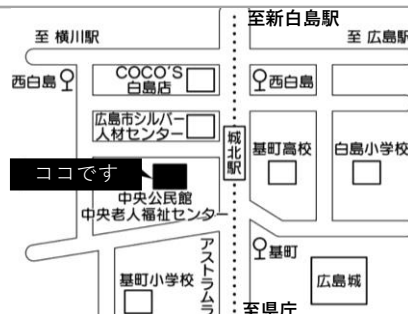 至新白島駅
至 横川駅
至 広島駅
西白島
COCO'S
白島店
西白島
広島市シルバー
人材センター
城北駅
基町高校
白島小学校
ココです
中央公民館
中央老人福祉センター
基町
アストラムラ
基町小学校
広島城
至県庁